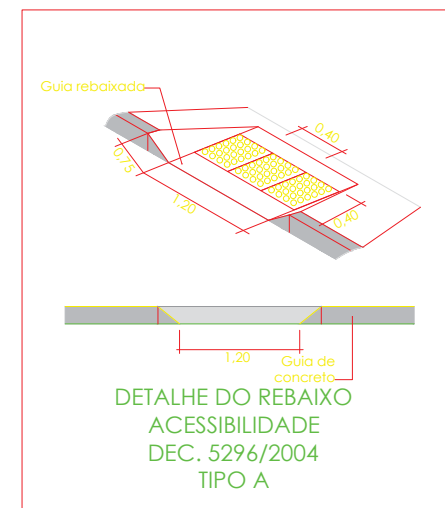 Guia rebaixada
0,40
0,75
1,20
0,40
1,20
Guia de
concreto
DETALHE DO REBAIXO
ACESSIBILIDADE
DEC. 5296/2004
TIPO A